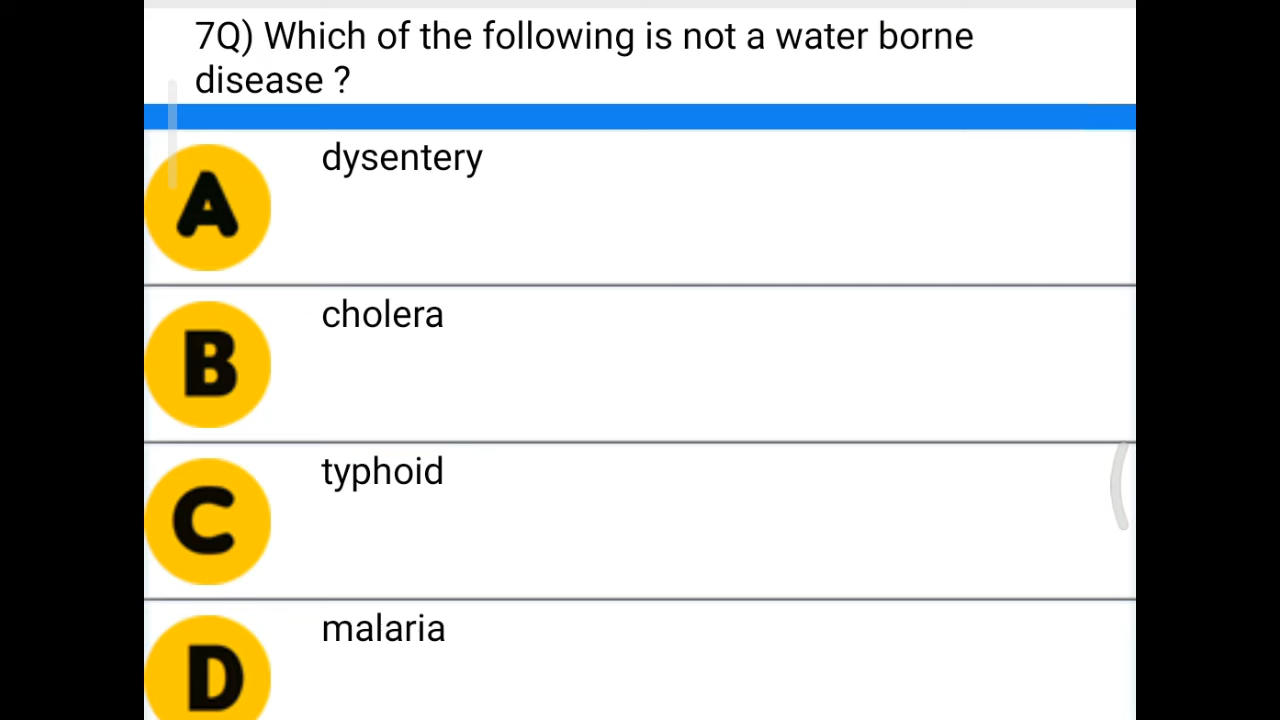 7Q) Which of the following is not a water borne
disease ?
A dysentery
B cholera
C typhoid
D malaria